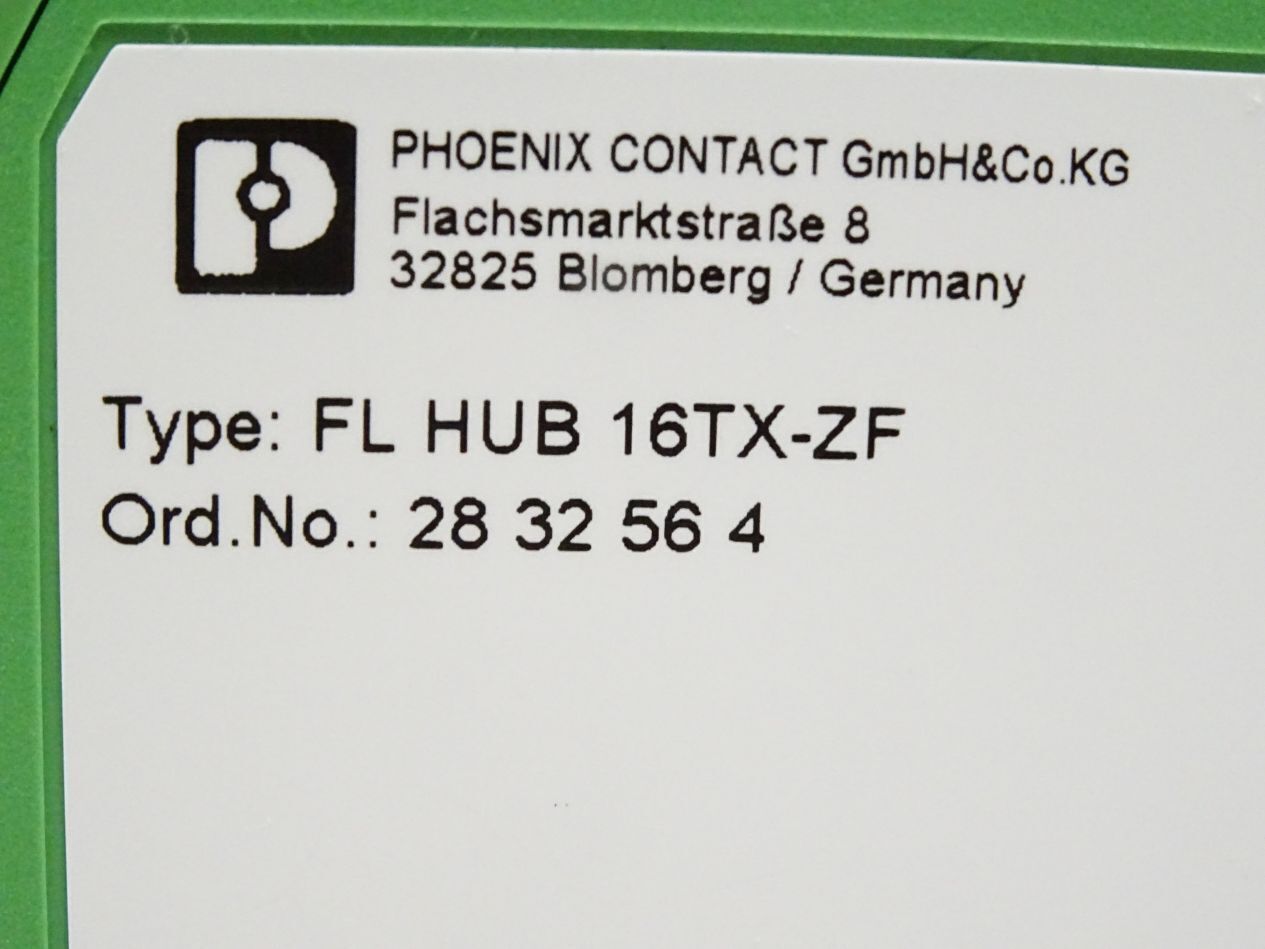 PHOENIX CONTACT GmbH&Co.KG
Flachsmarktstraße 8
32825 Blomberg / Germany
Type: FL HUB 16TX-ZF
Ord.No.: 28 32 56 4